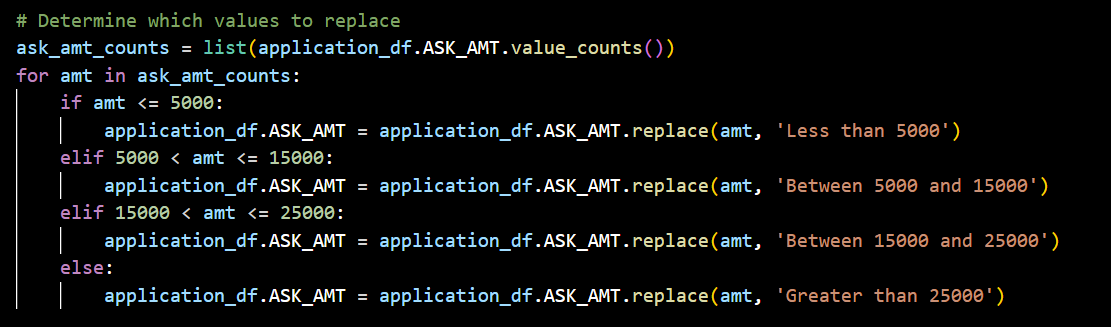 # Determine which values to replace
ask_amt_counts = list(application_df.ASK_AMT.value_counts())
for amt in ask_amt_counts:
    if amt <= 5000:
        application_df.ASK_AMT = application_df.ASK_AMT.replace(amt, 'Less than 5000')
    elif 5000 < amt <= 15000:
        application_df.ASK_AMT = application_df.ASK_AMT.replace(amt, 'Between 5000 and 15000')
    elif 15000 < amt <= 25000:
        application_df.ASK_AMT = application_df.ASK_AMT.replace(amt, 'Between 15000 and 25000')
    else:
        application_df.ASK_AMT = application_df.ASK_AMT.replace(amt, 'Greater than 25000')